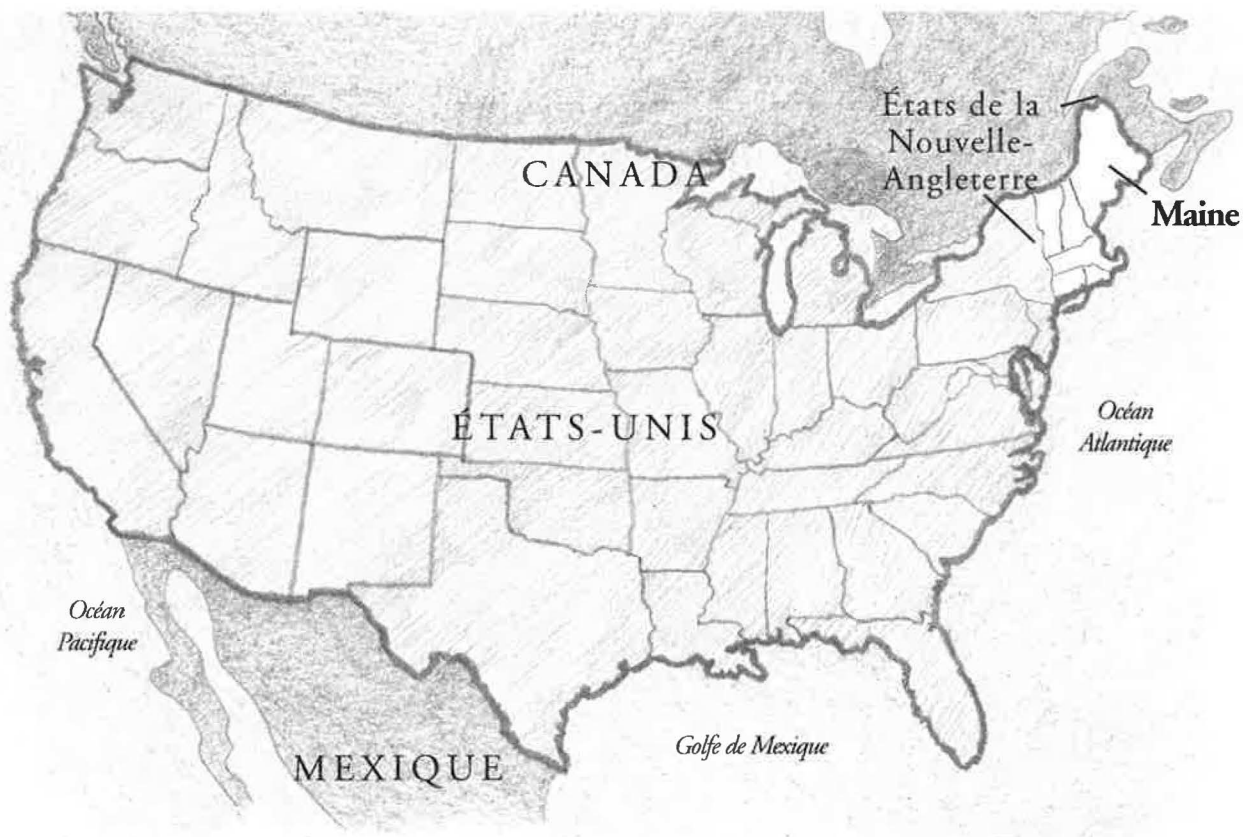 États de la
Nouvelle-
Angleterre
CANADA
Maine
ÉTATS-UNIS
Océan
Atlantique
Océan
Pacifique
Golfe de Mexique
MEXIQUE